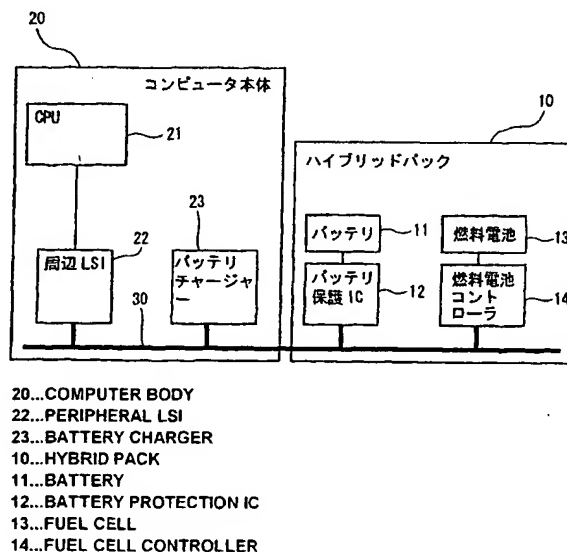 20
コンピュータ本体
CPU
21
10
ハイブリッドパック
23
22
周辺 LSI
バッテリ
チャージャ
ー
バッテリ
11
燃料電池
13
バッテリ
保護 IC
12
燃料電池
コント
ローラ
14
30
20...COMPUTER BODY
22...PERIPHERAL LSI
23...BATTERY CHARGER
10...HYBRID PACK
11...BATTERY
12...BATTERY PROTECTION IC
13...FUEL CELL
14...FUEL CELL CONTROLLER